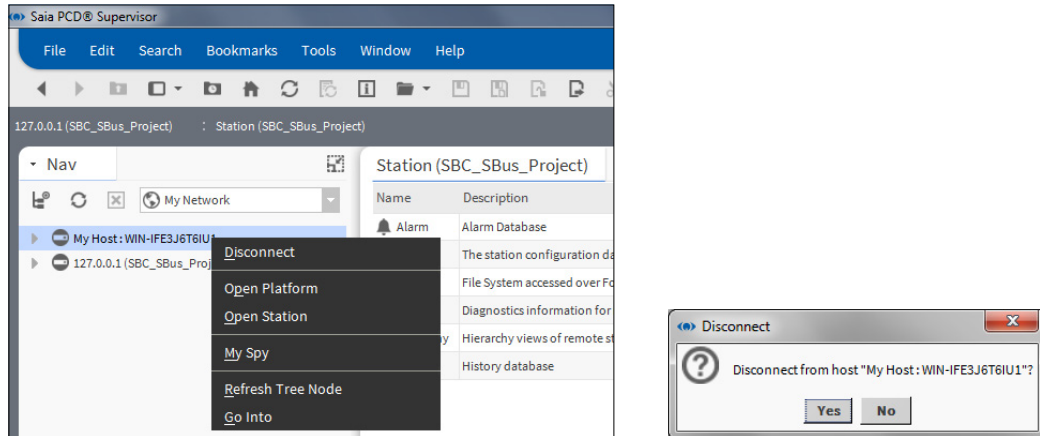 Saia PCD® Supervisor
File Edit Search Bookmarks Tools Window Help
127.0.0.1 (SBC_SBus_Project) : Station (SBC_SBus_Project)
Nav
My Network
My Host : WIN-IFE3J6T6IU1
127.0.0.1 (SBC_SBus_Proj
Disconnect
Open Platform
Open Station
My Spy
Refresh Tree Node
Go Into
Station (SBC_SBus_Project)
Name Description
Alarm Alarm Database
The station configuration da
File System accessed over Fo
Diagnostics information for
y Hierarchy views of remote st
History database
Disconnect
Disconnect from host "My Host : WIN-IFE3J6T6IU1"?
Yes No